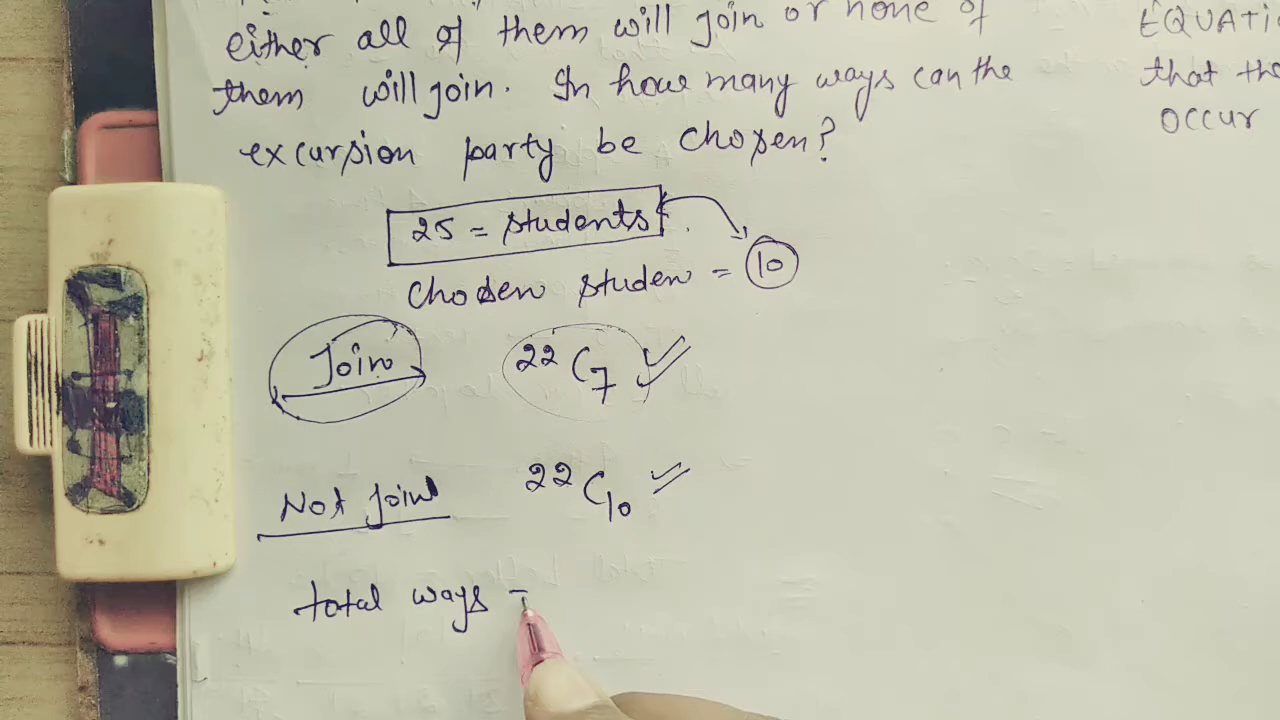 either all of them will join or none of
them will join. In how many ways can the
excursion party be chosen?
EQUATI
that the
occur
25 = students
chosen studen = 10
Join 22C7
Not join 22C10
total ways =